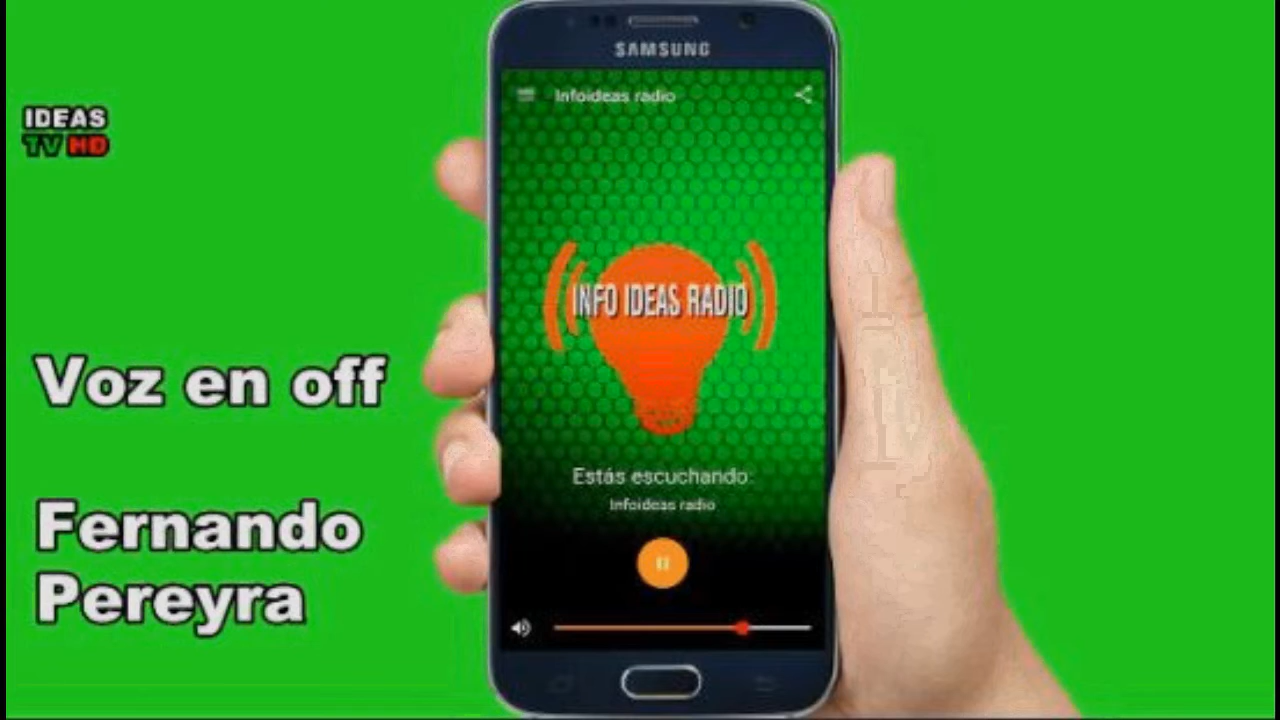 IDEAS
TV HD
Voz en off
Fernando
Pereyra
SAMSUNG
Infoideas radio
INFO IDEAS RADIO
Estás escuchando:
Infoideas radio